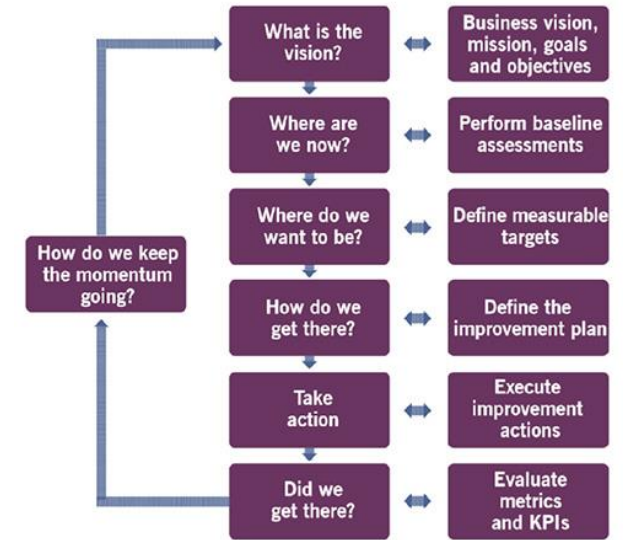 What is the
vision?
Business vision,
mission, goals
and objectives
Where are
we now?
Perform baseline
assessments
Where do we
want to be?
Define measurable
targets
How do we keep
the momentum
going?
How do we
get there?
Define the
improvement plan
Take
action
Execute
improvement
actions
Did we
get there?
Evaluate
metrics
and KPIs